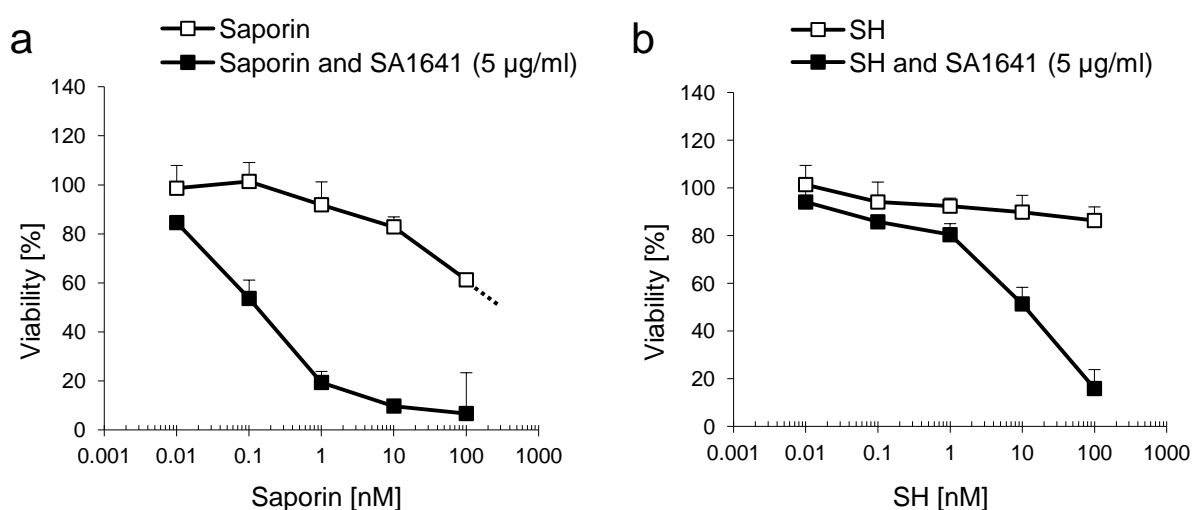 a
Saporin
Saporin and SA1641 (5 µg/ml)
140
120
100
80
60
40
20
0
Viability [%]
0.001 0.01 0.1 1 10 100 1000
Saporin [nM]
b
SH
SH and SA1641 (5 µg/ml)
140
120
100
80
60
40
20
0
Viability [%]
0.001 0.01 0.1 1 10 100 1000
SH [nM]